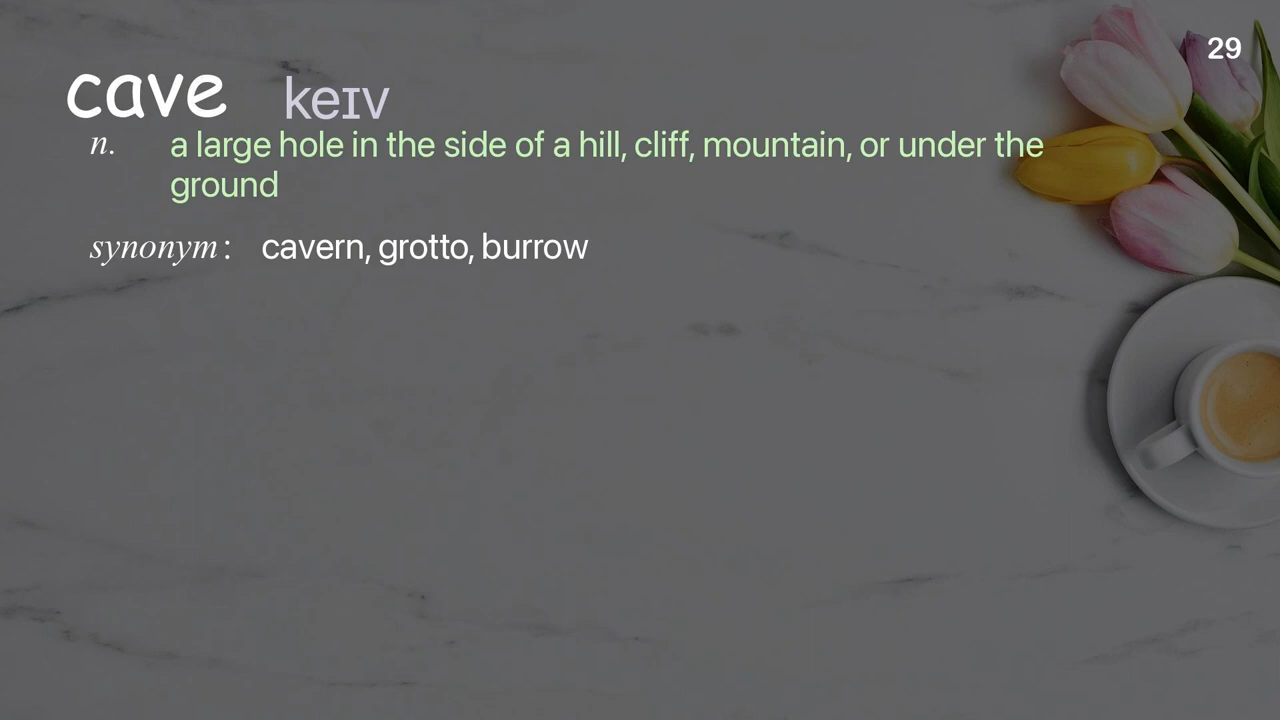 29
cave keɪv
n. a large hole in the side of a hill, cliff, mountain, or under the
ground
synonym: cavern, grotto, burrow